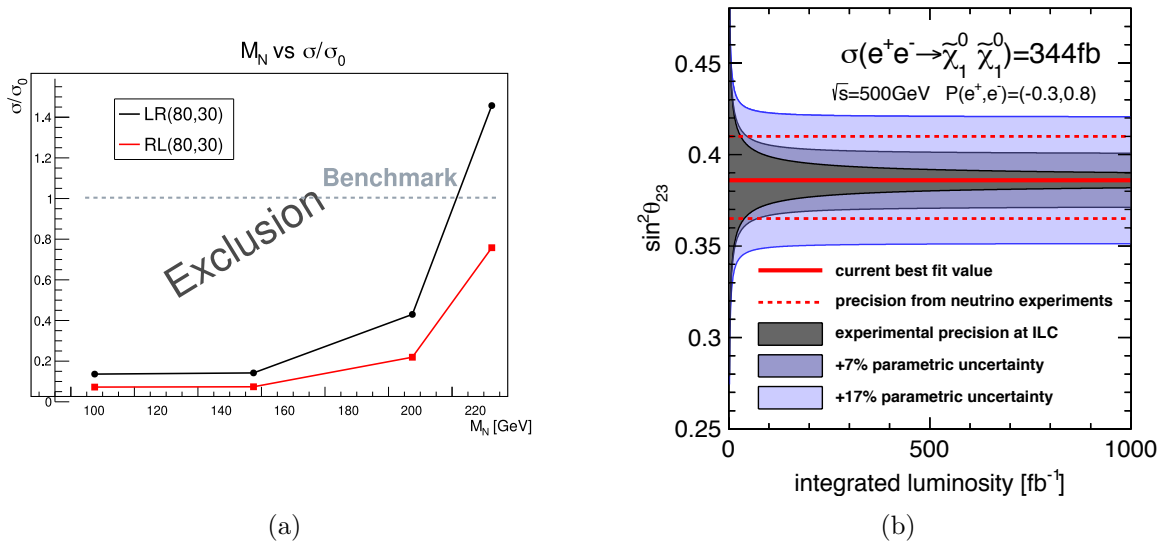 M_N vs σ/σ₀
σ/σ₀
1.4
1.2
1
0.8
0.6
0.4
0.2
0
LR(80,30)
RL(80,30)
Benchmark
Exclusion
100 120 140 160 180 200 220
M_N [GeV]
(a)
σ(e⁺e⁻→χ̃⁰₁ χ̃⁰₁)=344fb
√s=500GeV P(e⁺,e⁻)=(-0.3,0.8)
sin²θ₂₃
0.45
0.4
0.35
0.3
0.25
current best fit value
precision from neutrino experiments
experimental precision at ILC
+7% parametric uncertainty
+17% parametric uncertainty
0 500 1000
integrated luminosity [fb⁻¹]
(b)